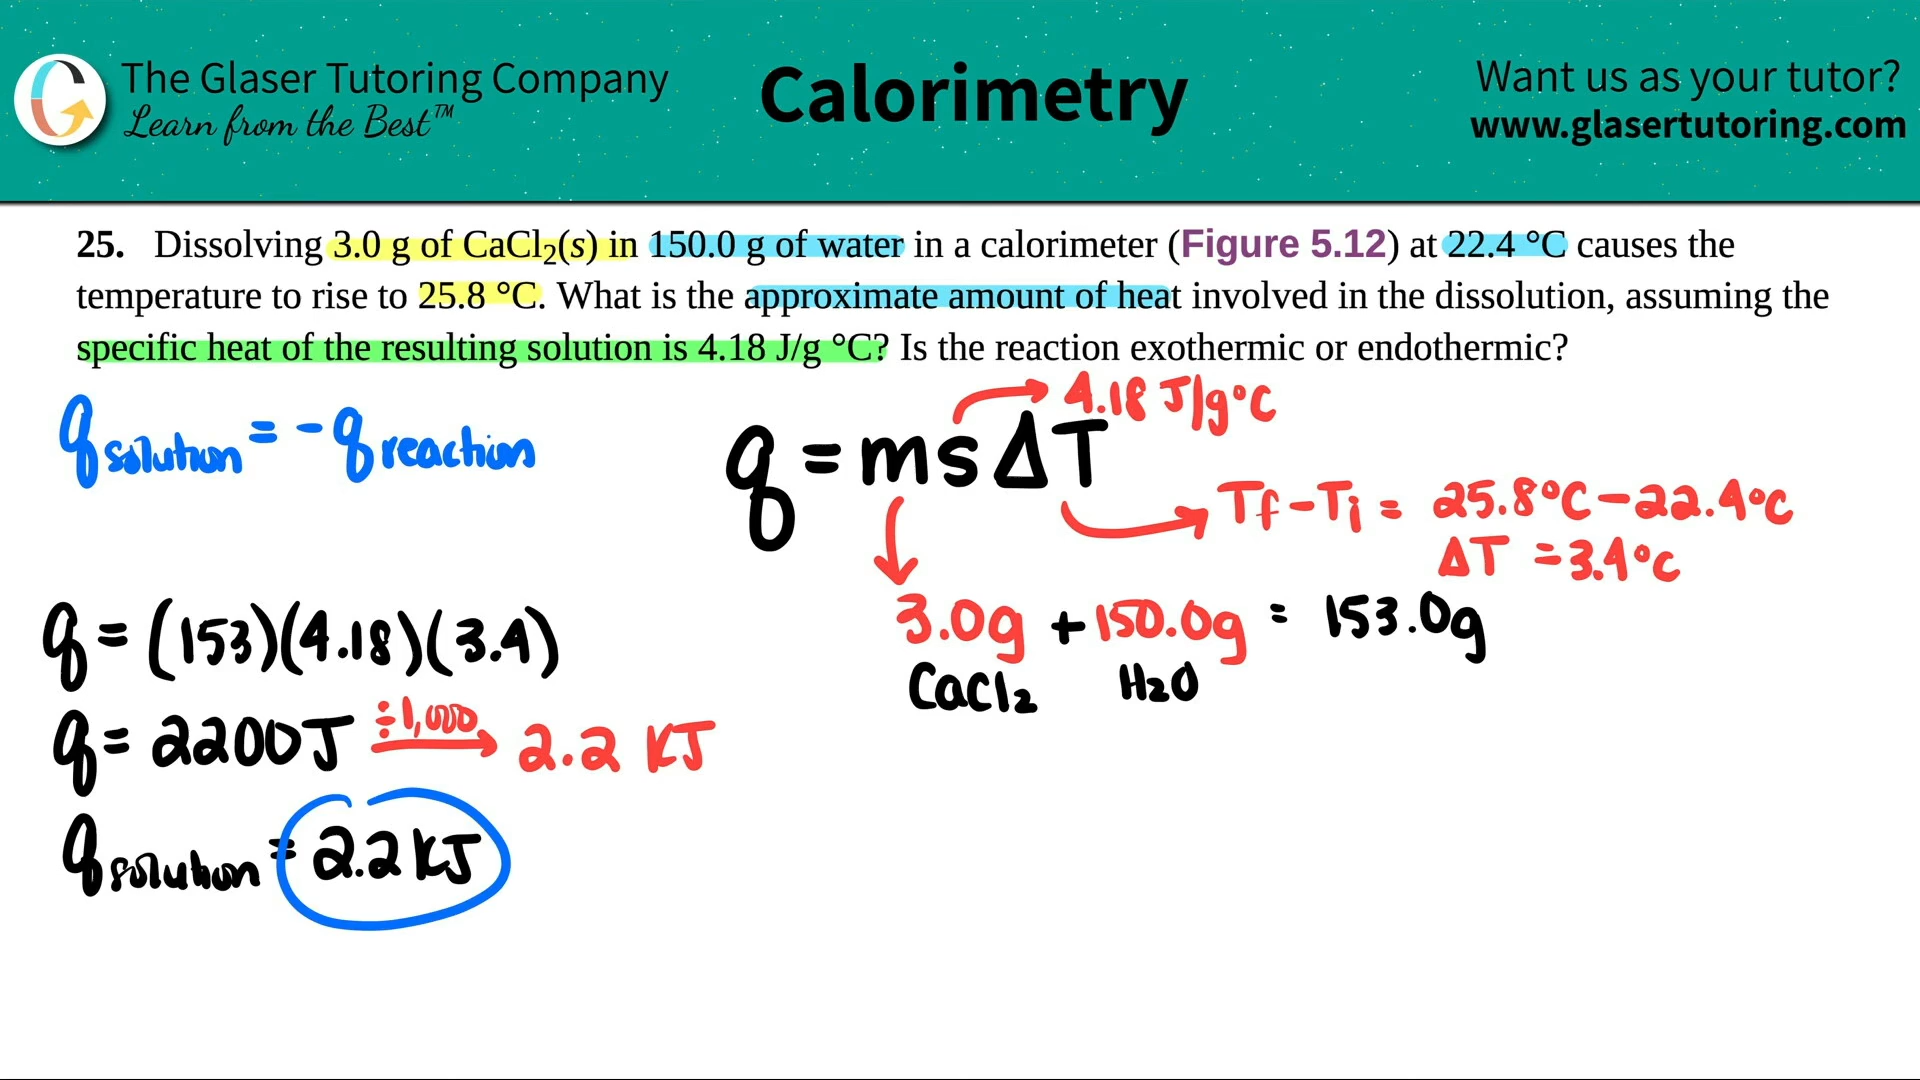 The Glaser Tutoring Company
Learn from the Best™
Calorimetry
Want us as your tutor?
www.glasertutoring.com
25. Dissolving 3.0 g of CaCl₂(s) in 150.0 g of water in a calorimeter (Figure 5.12) at 22.4 °C causes the
temperature to rise to 25.8 °C. What is the approximate amount of heat involved in the dissolution, assuming the
specific heat of the resulting solution is 4.18 J/g °C? Is the reaction exothermic or endothermic?
q solution = -q reaction
4.18 J/g°C
q = msΔT
Tf - Ti = 25.8°C - 22.4°C
ΔT = 3.4°C
3.0g + 150.0g = 153.0g
CaCl₂ H₂O
q = (153)(4.18)(3.4)
q = 2200J ÷1,000 2.2 KJ
q solution = 2.2 KJ